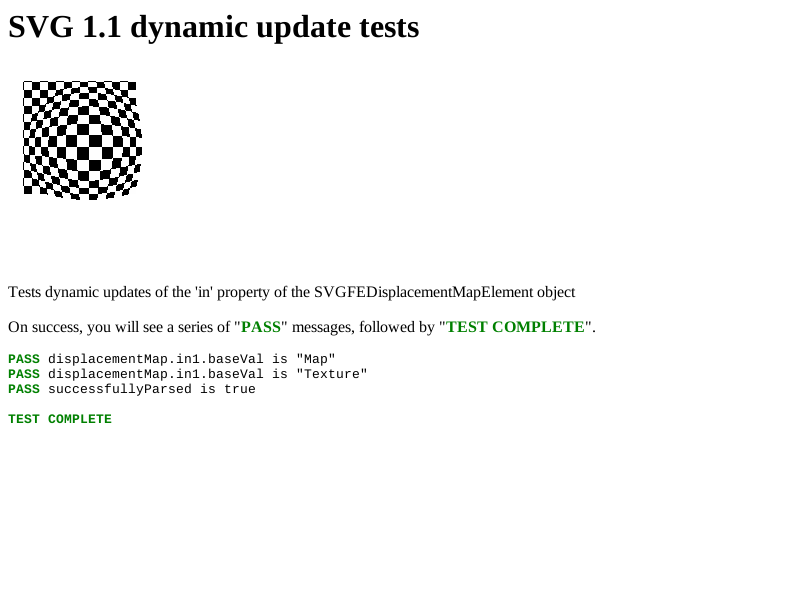 SVG 1.1 dynamic update tests
Tests dynamic updates of the 'in' property of the SVGFEDisplacementMapElement object
On success, you will see a series of "PASS" messages, followed by "TEST COMPLETE".
PASS displacementMap.in1.baseVal is "Map"
PASS displacementMap.in1.baseVal is "Texture"
PASS successfullyParsed is true
TEST COMPLETE